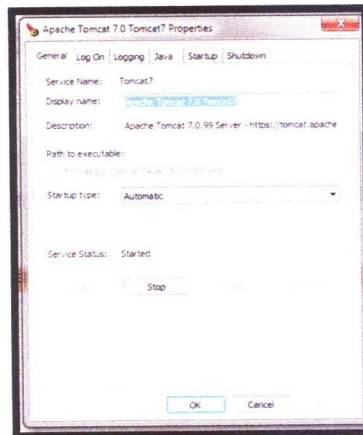 Apache Tomcat 7.0 Tomcat7 Properties
General Log On Logging Java Startup Shutdown
Service Name: Tomcat7
Display name: Apache Tomcat 7.0 Tomcat7
Description: Apache Tomcat 7.0.99 Server - https://tomcat.apache
Path to executable:
Startup type: Automatic
Service Status: Started
Stop
OK Cancel